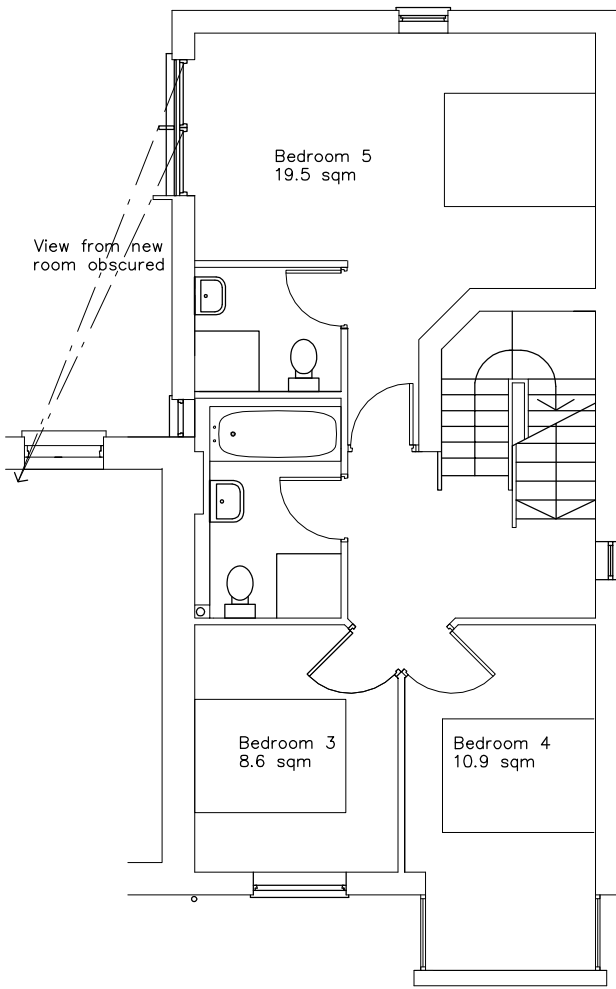 Bedroom 5
19.5 sqm
View from new
room obscured
Bedroom 3
8.6 sqm
Bedroom 4
10.9 sqm